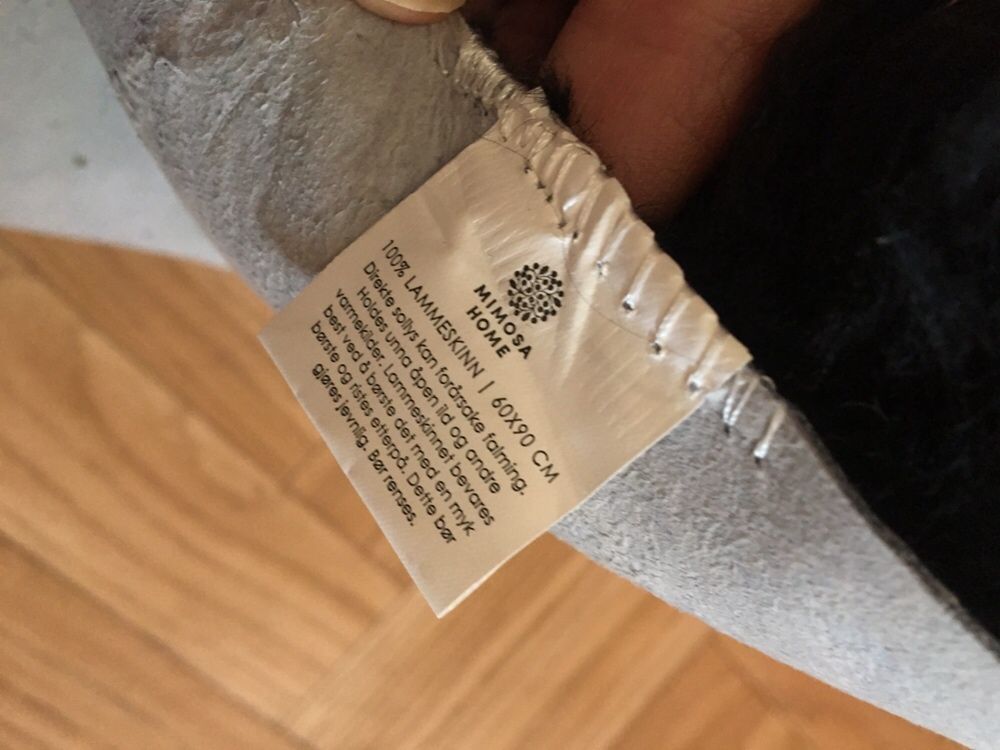 MIMOSA
HOME
100% LAMMESKINN | 60X90 CM
Direkte sollys kan forårsake falming.
Holdes unna åpen ild og andre
varmekilder. Lammeskinnet bevares
best ved å børste det med en myk
børste og ristes etterpå. Dette bør
gjøres jevnlig. Bør renses.